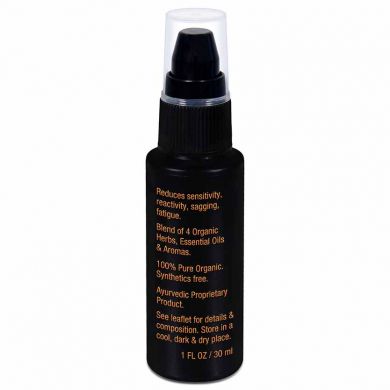 Reduces sensitivity,
reactivity, sagging,
fatigue.
Blend of 4 Organic
Herbs, Essential Oils
& Aromas.
100% Pure Organic.
Synthetics free.
Ayurvedic Proprietary
Product.
See leaflet for details &
composition. Store in a
cool, dark & dry place.
1 FL OZ/ 30 ml